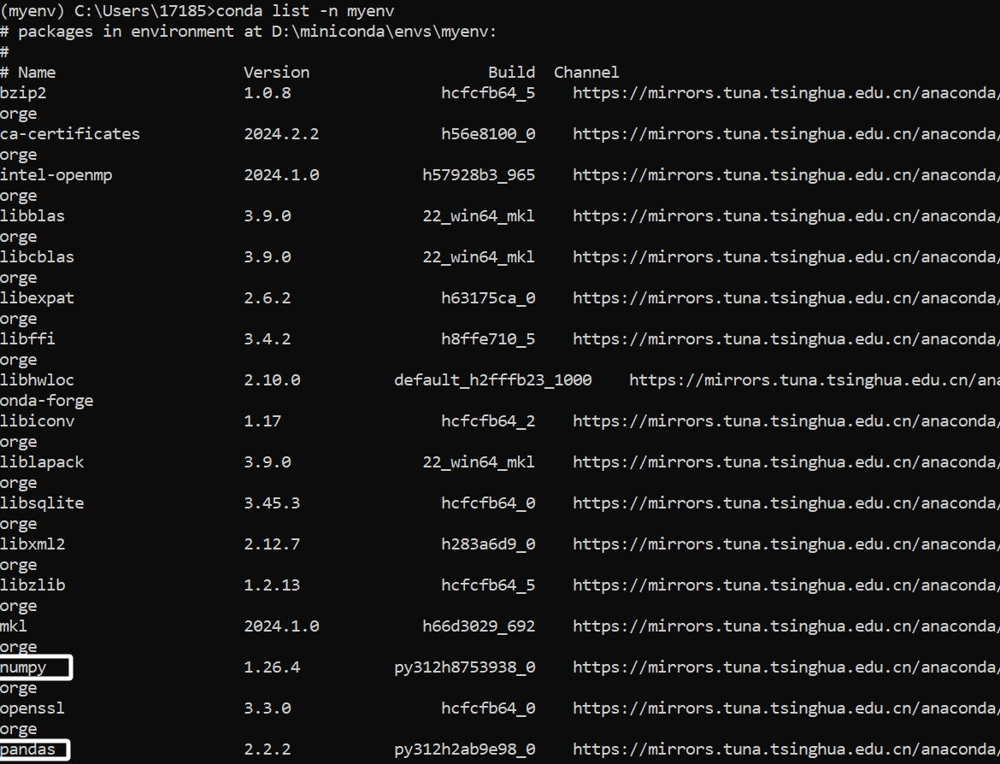 (myenv) C:\Users\17185>conda list -n myenv
# packages in environment at D:\miniconda\envs\myenv:
#
# Name                    Version                   Build  Channel
bzip2                     1.0.8                hcfcfb64_5    https://mirrors.tuna.tsinghua.edu.cn/anaconda/
orge
ca-certificates           2024.2.2             h56e8100_0    https://mirrors.tuna.tsinghua.edu.cn/anaconda/
orge
intel-openmp              2024.1.0           h57928b3_965    https://mirrors.tuna.tsinghua.edu.cn/anaconda/
orge
libblas                   3.9.0              22_win64_mkl    https://mirrors.tuna.tsinghua.edu.cn/anaconda/
orge
libcblas                  3.9.0              22_win64_mkl    https://mirrors.tuna.tsinghua.edu.cn/anaconda/
orge
libexpat                  2.6.2                h63175ca_0    https://mirrors.tuna.tsinghua.edu.cn/anaconda/
orge
libffi                    3.4.2                h8ffe710_5    https://mirrors.tuna.tsinghua.edu.cn/anaconda/
orge
libhwloc                  2.10.0          default_h2fffb23_1000    https://mirrors.tuna.tsinghua.edu.cn/ana
onda-forge
libiconv                  1.17                 hcfcfb64_2    https://mirrors.tuna.tsinghua.edu.cn/anaconda/
orge
liblapack                 3.9.0              22_win64_mkl    https://mirrors.tuna.tsinghua.edu.cn/anaconda/
orge
libsqlite                 3.45.3               hcfcfb64_0    https://mirrors.tuna.tsinghua.edu.cn/anaconda/
orge
libxml2                   2.12.7               h283a6d9_0    https://mirrors.tuna.tsinghua.edu.cn/anaconda/
orge
libzlib                   1.2.13               hcfcfb64_5    https://mirrors.tuna.tsinghua.edu.cn/anaconda/
orge
mkl                       2024.1.0           h66d3029_692    https://mirrors.tuna.tsinghua.edu.cn/anaconda/
orge
numpy                     1.26.4          py312h8753938_0    https://mirrors.tuna.tsinghua.edu.cn/anaconda/
orge
openssl                   3.3.0                hcfcfb64_0    https://mirrors.tuna.tsinghua.edu.cn/anaconda/
orge
pandas                    2.2.2           py312h2ab9e98_0    https://mirrors.tuna.tsinghua.edu.cn/anaconda/